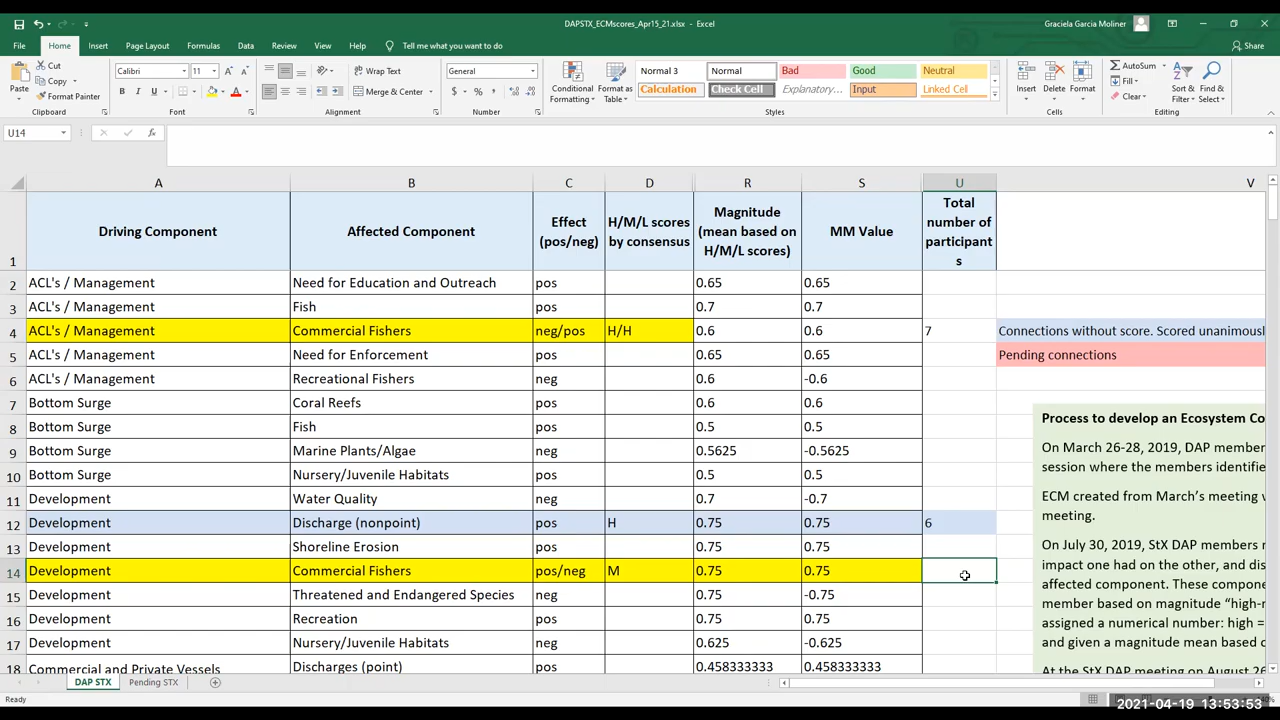 DAPSTX_ECMscores_Apr15_21.xlsx - Excel
Graciela Garcia Moliner
File Home Insert Page Layout Formulas Data Review View Help Tell me what you want to do Share
Paste
Cut
Copy
Format Painter
Clipboard
Calibri 11
B I U
Font
Wrap Text
Merge & Center
Alignment
General
$ % ,
Number
Conditional Formatting
Format as Table
Normal 3 Normal Bad Good Neutral
Calculation Check Cell Explanatory... Input Linked Cell
Styles
Insert Delete Format
Cells
AutoSum
Fill
Clear
Sort & Filter
Find & Select
Editing
U14
fx
A B C D R S U V
1 Driving Component Affected Component Effect (pos/neg) H/M/L scores by consensus Magnitude (mean based on H/M/L scores) MM Value Total number of participants
2 ACL's / Management Need for Education and Outreach pos 0.65 0.65
3 ACL's / Management Fish pos 0.7 0.7
4 ACL's / Management Commercial Fishers neg/pos H/H 0.6 0.6 7 Connections without score. Scored unanimousl
5 ACL's / Management Need for Enforcement pos 0.65 0.65 Pending connections
6 ACL's / Management Recreational Fishers neg 0.6 -0.6
7 Bottom Surge Coral Reefs pos 0.6 0.6
8 Bottom Surge Fish pos 0.5 0.5
9 Bottom Surge Marine Plants/Algae neg 0.5625 -0.5625
10 Bottom Surge Nursery/Juvenile Habitats pos 0.5 0.5
11 Development Water Quality neg 0.7 -0.7
12 Development Discharge (nonpoint) pos H 0.75 0.75 6
13 Development Shoreline Erosion pos 0.75 0.75
14 Development Commercial Fishers pos/neg M 0.75 0.75
15 Development Threatened and Endangered Species neg 0.75 -0.75
16 Development Recreation pos 0.75 0.75
17 Development Nursery/Juvenile Habitats neg 0.625 -0.625
18 Commercial and Private Vessels Discharges (point) pos 0.458333333 0.458333333
Process to develop an Ecosystem Co
On March 26-28, 2019, DAP member
session where the members identifie
ECM created from March's meeting w
meeting.
On July 30, 2019, StX DAP members r
impact one had on the other, and dis
affected component. These compone
member based on magnitude "high-m
assigned a numerical number: high =
and given a magnitude mean based o
At the StX DAP meeting on August 26
DAP STX Pending STX
Ready
2021-04-19 13:53:53